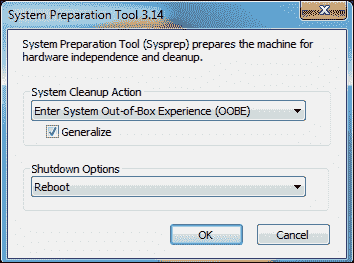 System Preparation Tool 3.14
System Preparation Tool (Sysprep) prepares the machine for
hardware independence and cleanup.
System Cleanup Action
Enter System Out-of-Box Experience (OOBE)
Generalize
Shutdown Options
Reboot
OK
Cancel